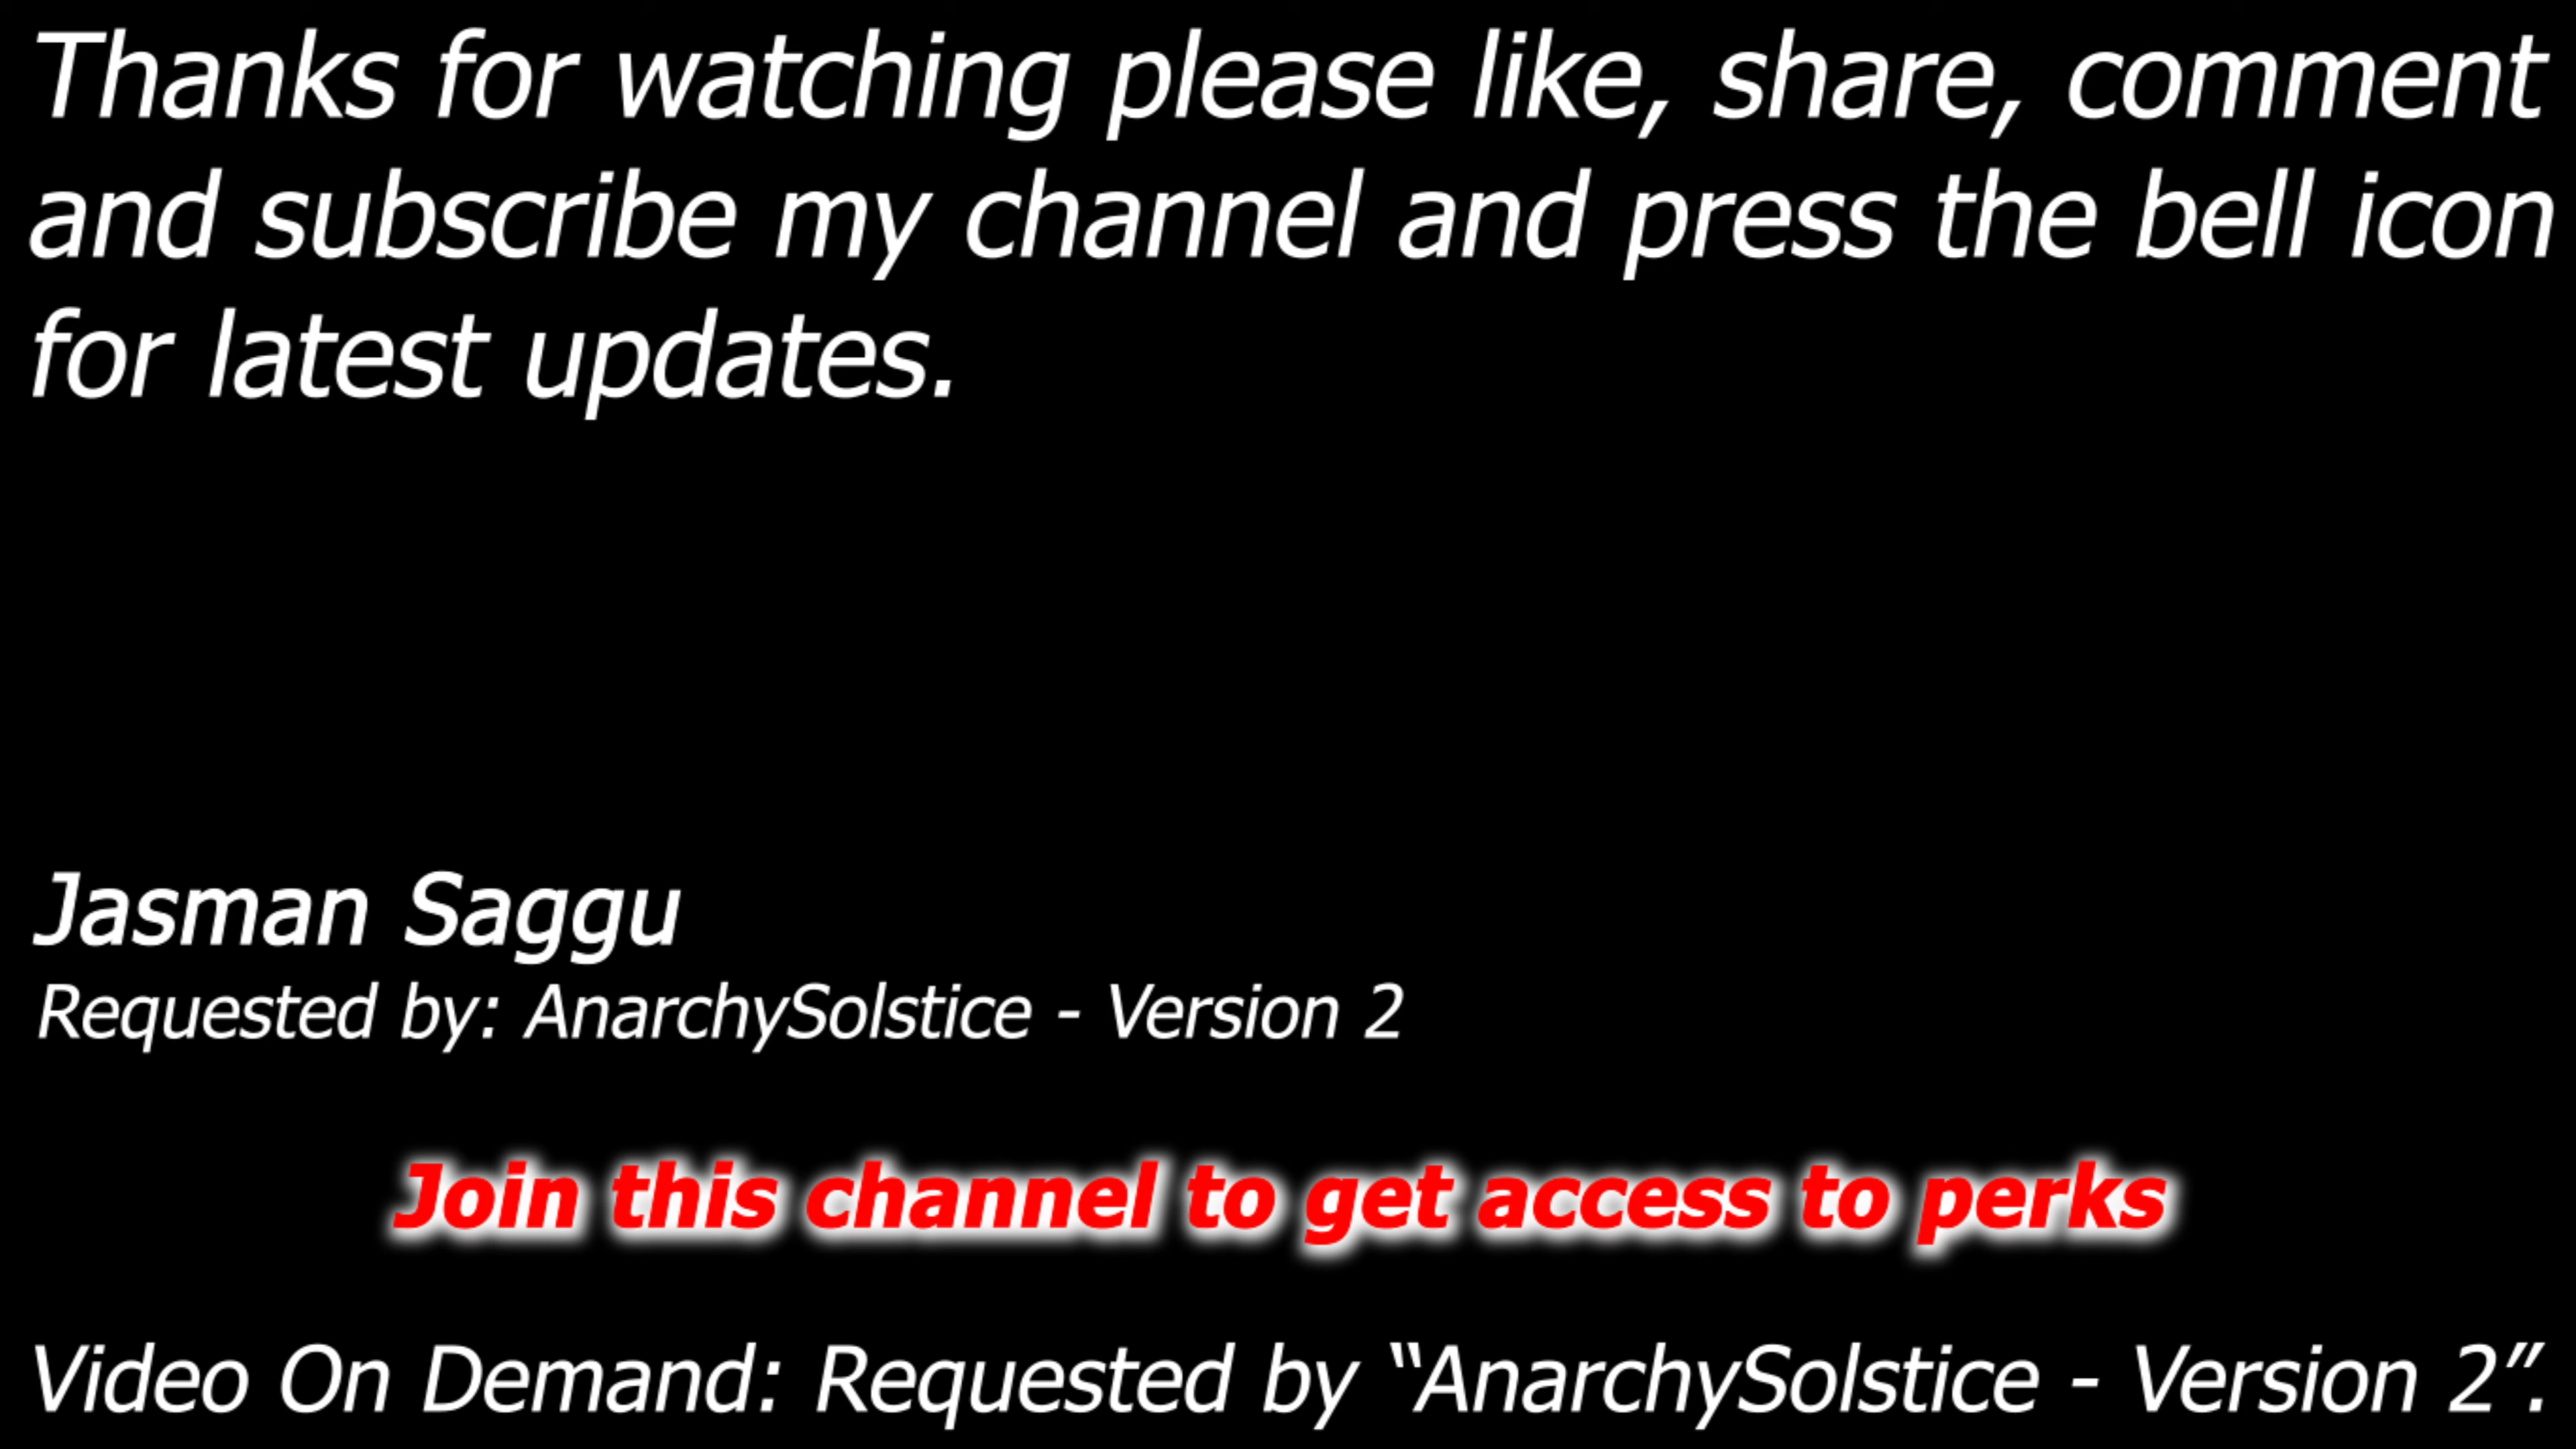 Thanks for watching please like, share, comment
and subscribe my channel and press the bell icon
for latest updates.
Jasman Saggu
Requested by: AnarchySolstice - Version 2
Join this channel to get access to perks
Video On Demand: Requested by “AnarchySolstice - Version 2”.